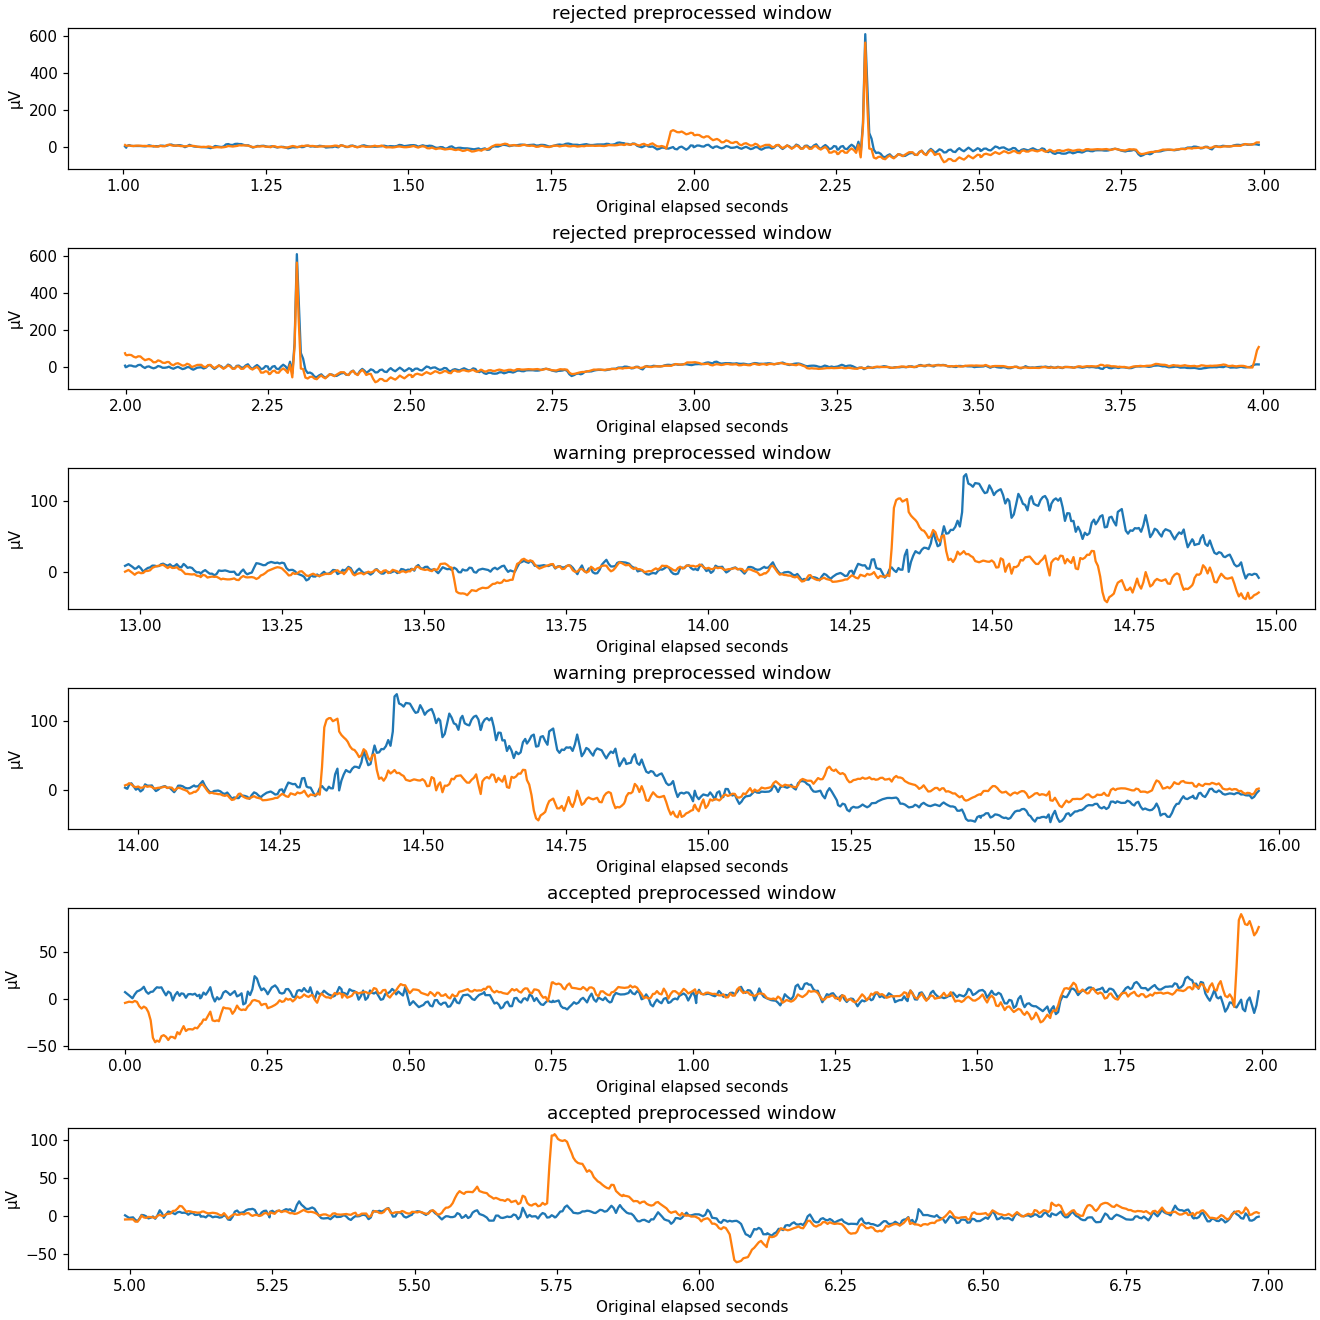 rejected preprocessed window
600
400
200
0
µV
1.00 1.25 1.50 1.75 2.00 2.25 2.50 2.75 3.00
Original elapsed seconds
rejected preprocessed window
600
400
200
0
µV
2.00 2.25 2.50 2.75 3.00 3.25 3.50 3.75 4.00
Original elapsed seconds
warning preprocessed window
100
0
µV
13.00 13.25 13.50 13.75 14.00 14.25 14.50 14.75 15.00
Original elapsed seconds
warning preprocessed window
100
0
µV
14.00 14.25 14.50 14.75 15.00 15.25 15.50 15.75 16.00
Original elapsed seconds
accepted preprocessed window
50
0
−50
µV
0.00 0.25 0.50 0.75 1.00 1.25 1.50 1.75 2.00
Original elapsed seconds
accepted preprocessed window
100
50
0
−50
µV
5.00 5.25 5.50 5.75 6.00 6.25 6.50 6.75 7.00
Original elapsed seconds